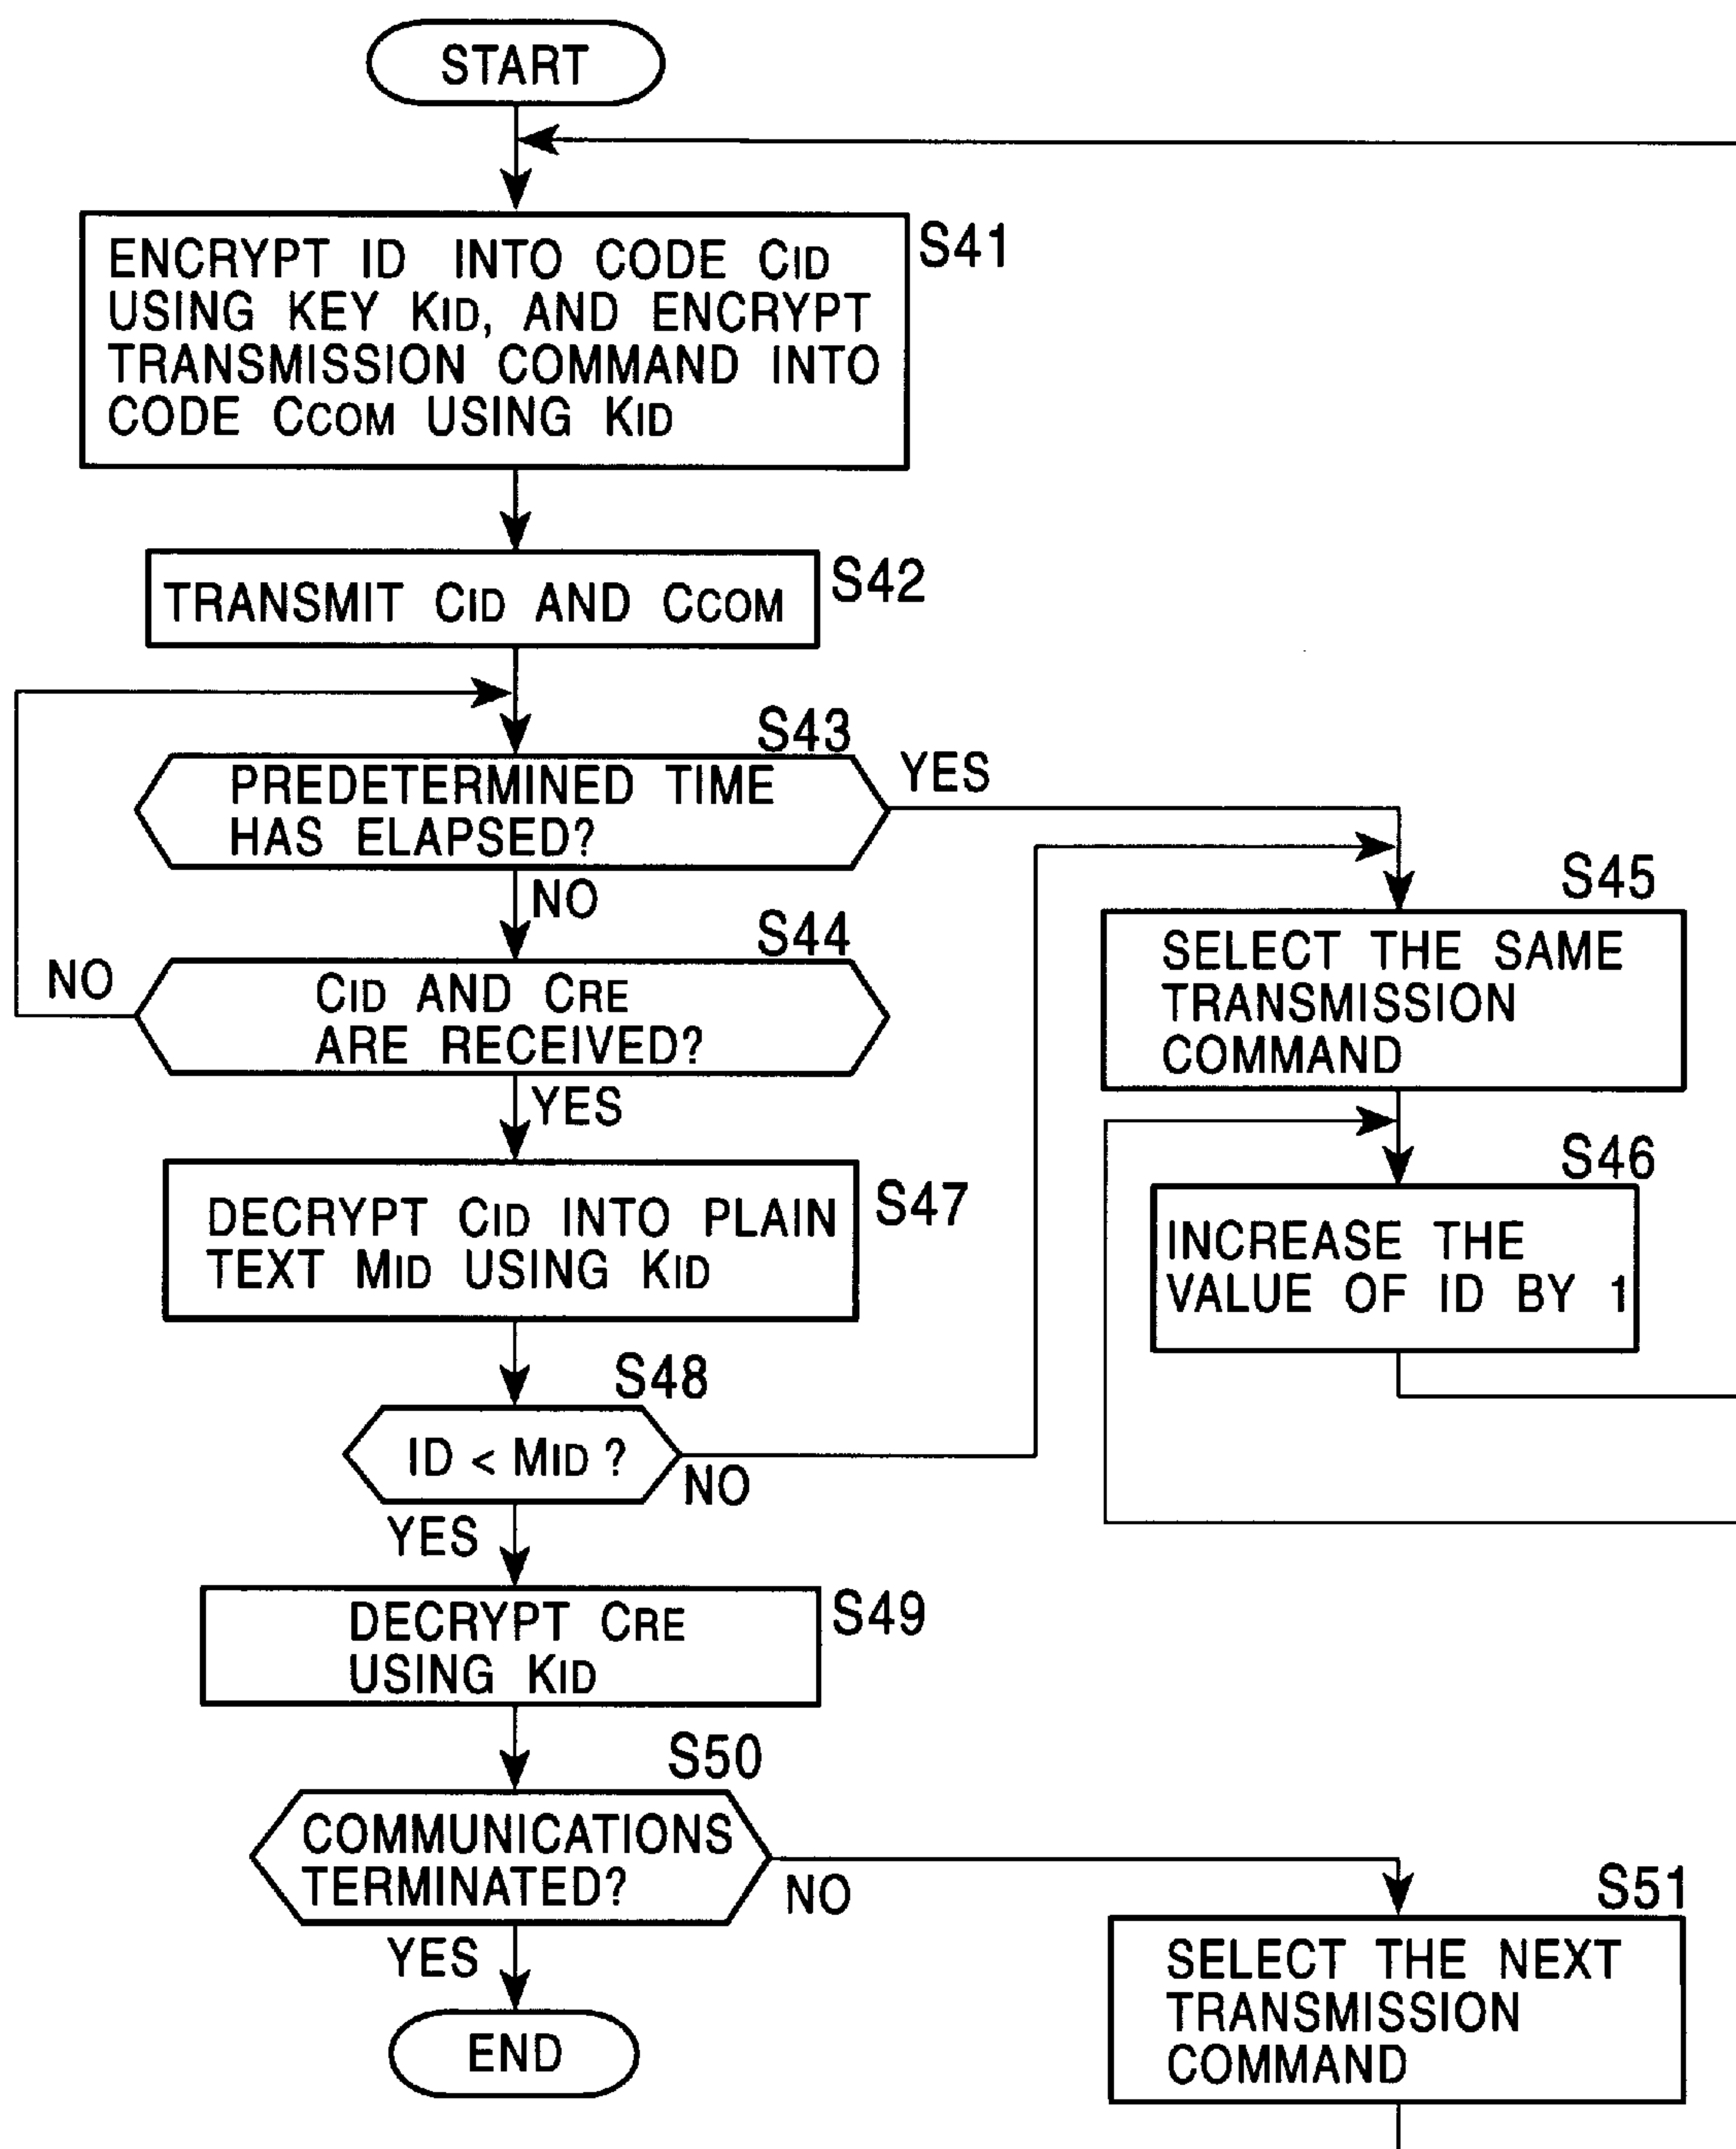 START
S41
ENCRYPT ID INTO CODE CID
USING KEY KID, AND ENCRYPT
TRANSMISSION COMMAND INTO
CODE CCOM USING KID
S42
TRANSMIT CID AND CCOM
S43
PREDETERMINED TIME
HAS ELAPSED?
YES
NO
S44
CID AND CRE
ARE RECEIVED?
NO
YES
S45
SELECT THE SAME
TRANSMISSION
COMMAND
S46
INCREASE THE
VALUE OF ID BY 1
S47
DECRYPT CID INTO PLAIN
TEXT MID USING KID
S48
ID < MID ?
NO
YES
S49
DECRYPT CRE
USING KID
S50
COMMUNICATIONS
TERMINATED?
NO
YES
S51
SELECT THE NEXT
TRANSMISSION
COMMAND
END